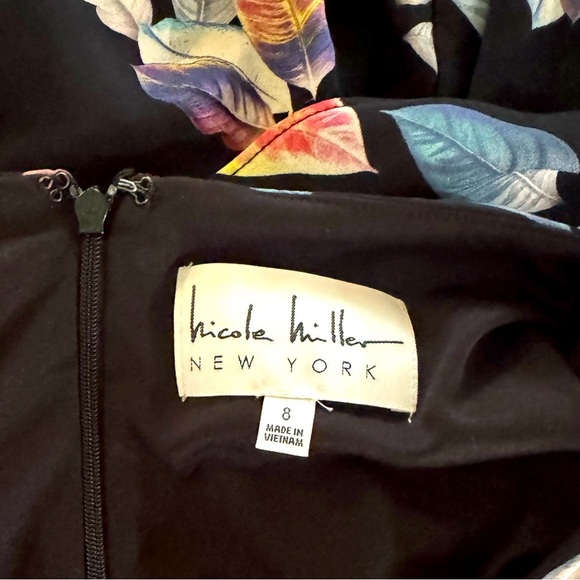 Nicole Miller
NEW YORK
8
MADE IN
VIETNAM